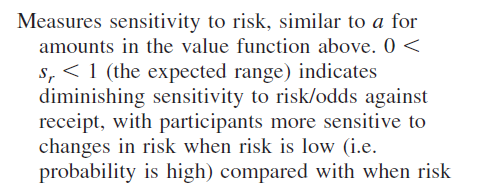 Measures sensitivity to risk, similar to a for
amounts in the value function above. 0 <
sr < 1 (the expected range) indicates
diminishing sensitivity to risk/odds against
receipt, with participants more sensitive to
changes in risk when risk is low (i.e.
probability is high) compared with when risk